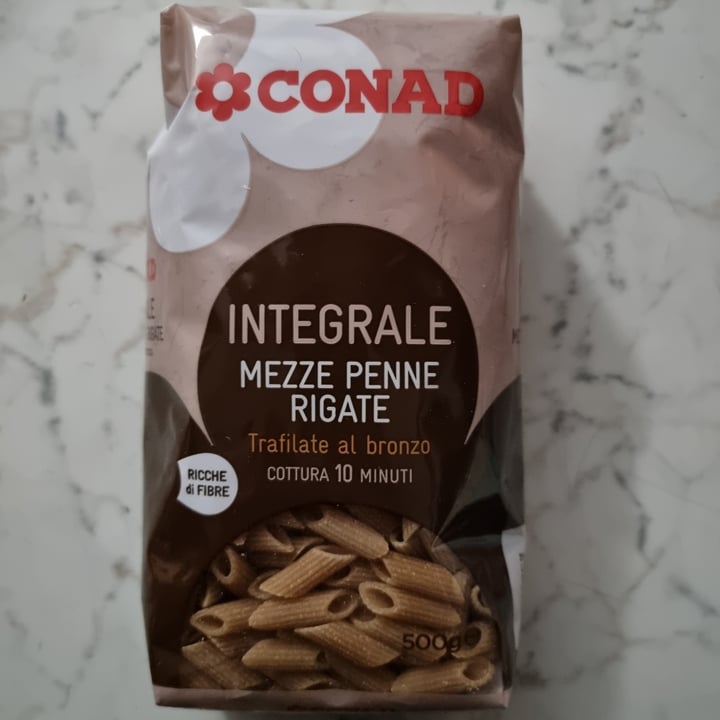 CONAD
INTEGRALE
MEZZE PENNE
RIGATE
Trafilate al bronzo
COTTURA 10 MINUTI
RICCHE
di FIBRE
500g e